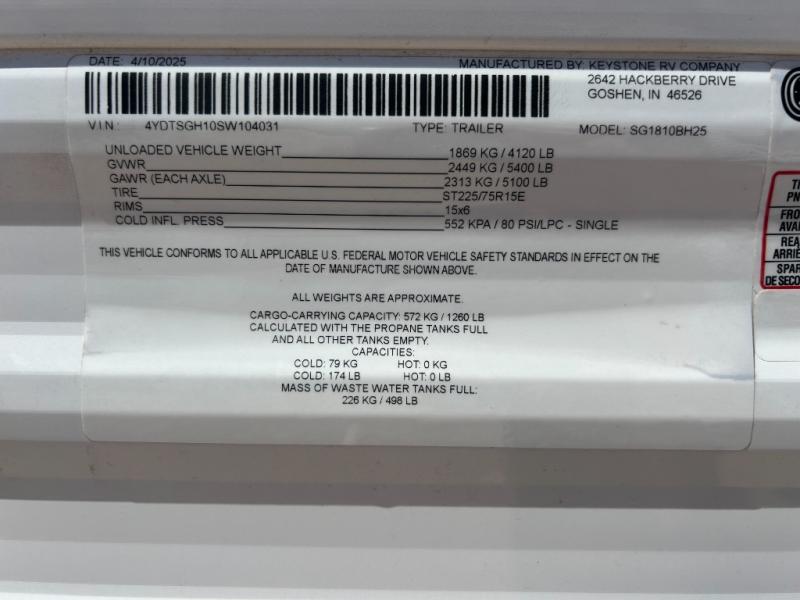 DATE: 4/10/2025
MANUFACTURED BY: KEYSTONE RV COMPANY
2642 HACKBERRY DRIVE
GOSHEN, IN 46526
VIN: 4YDTSGH10SW104031 TYPE: TRAILER MODEL: SG1810BH25
UNLOADED VEHICLE WEIGHT 1869 KG / 4120 LB
GVWR 2449 KG / 5400 LB
GAWR (EACH AXLE) 2313 KG / 5100 LB
TIRE ST225/75R15E
RIMS 15x6
COLD INFL. PRESS 552 KPA / 80 PSI/LPC - SINGLE
THIS VEHICLE CONFORMS TO ALL APPLICABLE U.S. FEDERAL MOTOR VEHICLE SAFETY STANDARDS IN EFFECT ON THE
DATE OF MANUFACTURE SHOWN ABOVE.
ALL WEIGHTS ARE APPROXIMATE.
CARGO-CARRYING CAPACITY: 572 KG / 1260 LB
CALCULATED WITH THE PROPANE TANKS FULL
AND ALL OTHER TANKS EMPTY.
CAPACITIES:
COLD: 79 KG HOT: 0 KG
COLD: 174 LB HOT: 0 LB
MASS OF WASTE WATER TANKS FULL:
226 KG / 498 LB